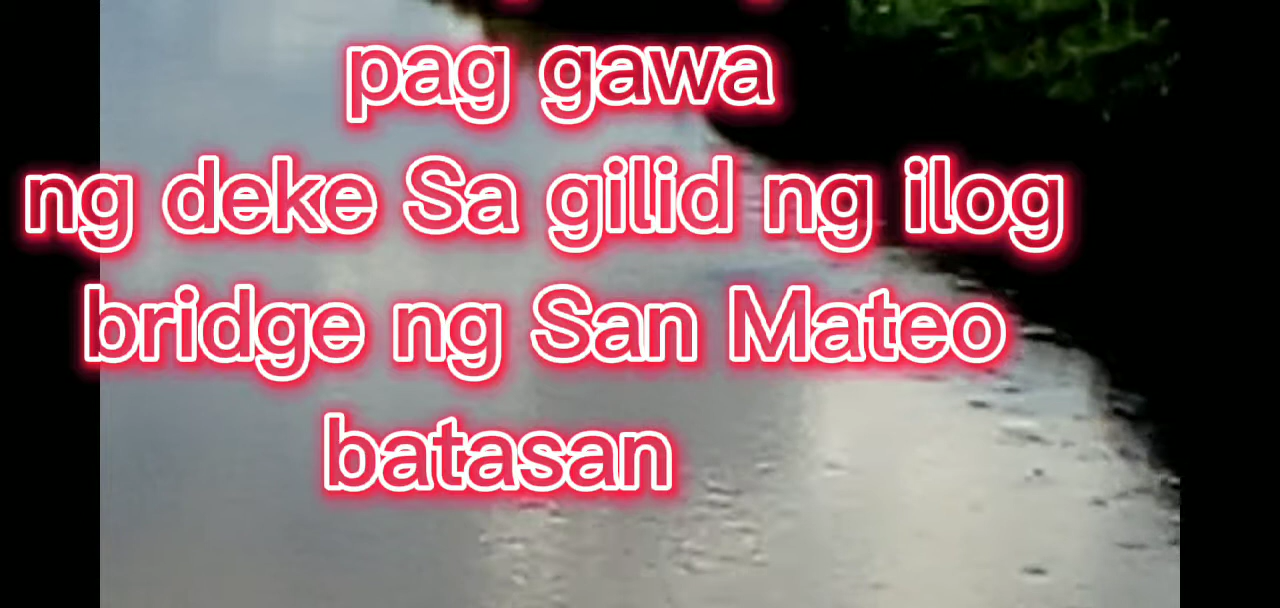 pag gawa
ng deke Sa gilid ng ilog
bridge ng San Mateo
batasan